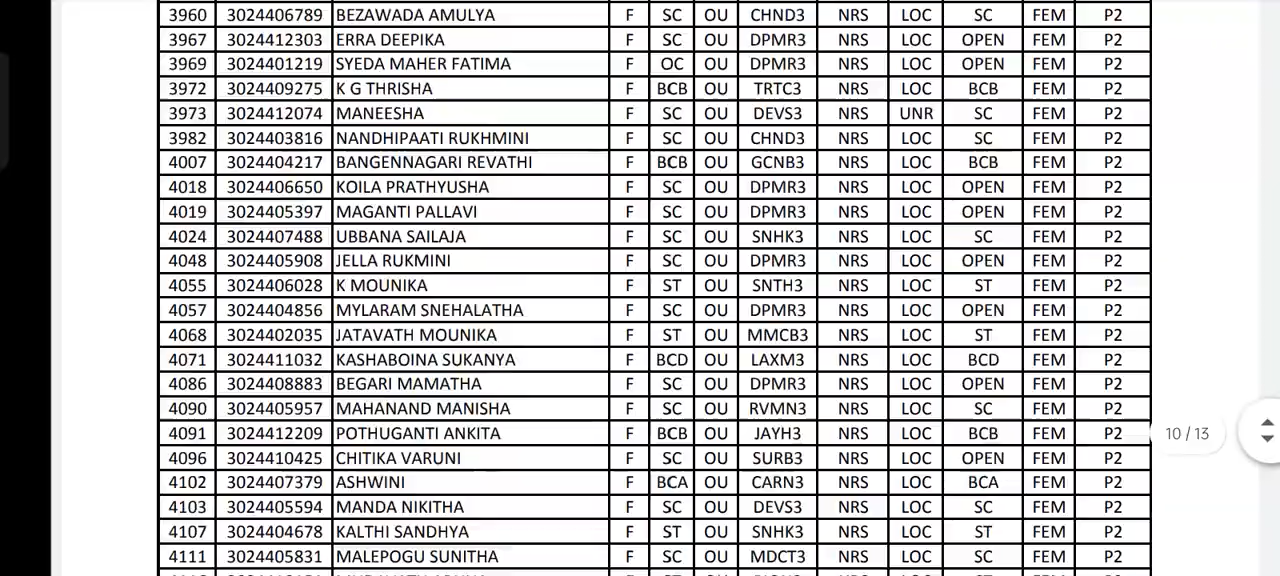 3960 3024406789 BEZAWADA AMULYA F SC OU CHND3 NRS LOC SC FEM P2
3967 3024412303 ERRA DEEPIKA F SC OU DPMR3 NRS LOC OPEN FEM P2
3969 3024401219 SYEDA MAHER FATIMA F OC OU DPMR3 NRS LOC OPEN FEM P2
3972 3024409275 K G THRISHA F BCB OU TRTC3 NRS LOC BCB FEM P2
3973 3024412074 MANEESHA F SC OU DEVS3 NRS UNR SC FEM P2
3982 3024403816 NANDHIPAATI RUKHMINI F SC OU CHND3 NRS LOC SC FEM P2
4007 3024404217 BANGENNAGARI REVATHI F BCB OU GCNB3 NRS LOC BCB FEM P2
4018 3024406650 KOILA PRATHYUSHA F SC OU DPMR3 NRS LOC OPEN FEM P2
4019 3024405397 MAGANTI PALLAVI F SC OU DPMR3 NRS LOC OPEN FEM P2
4024 3024407488 UBBANA SAILAJA F SC OU SNHK3 NRS LOC SC FEM P2
4048 3024405908 JELLA RUKMINI F SC OU DPMR3 NRS LOC OPEN FEM P2
4055 3024406028 K MOUNIKA F ST OU SNTH3 NRS LOC ST FEM P2
4057 3024404856 MYLARAM SNEHALATHA F SC OU DPMR3 NRS LOC OPEN FEM P2
4068 3024402035 JATAVATH MOUNIKA F ST OU MMCB3 NRS LOC ST FEM P2
4071 3024411032 KASHABOINA SUKANYA F BCD OU LAXM3 NRS LOC BCD FEM P2
4086 3024408883 BEGARI MAMATHA F SC OU DPMR3 NRS LOC OPEN FEM P2
4090 3024405957 MAHANAND MANISHA F SC OU RVMN3 NRS LOC SC FEM P2
4091 3024412209 POTHUGANTI ANKITA F BCB OU JAYH3 NRS LOC BCB FEM P2
10 / 13
4096 3024410425 CHITIKA VARUNI F SC OU SURB3 NRS LOC OPEN FEM P2
4102 3024407379 ASHWINI F BCA OU CARN3 NRS LOC BCA FEM P2
4103 3024405594 MANDA NIKITHA F SC OU DEVS3 NRS LOC SC FEM P2
4107 3024404678 KALTHI SANDHYA F ST OU SNHK3 NRS LOC ST FEM P2
4111 3024405831 MALEPOGU SUNITHA F SC OU MDCT3 NRS LOC SC FEM P2